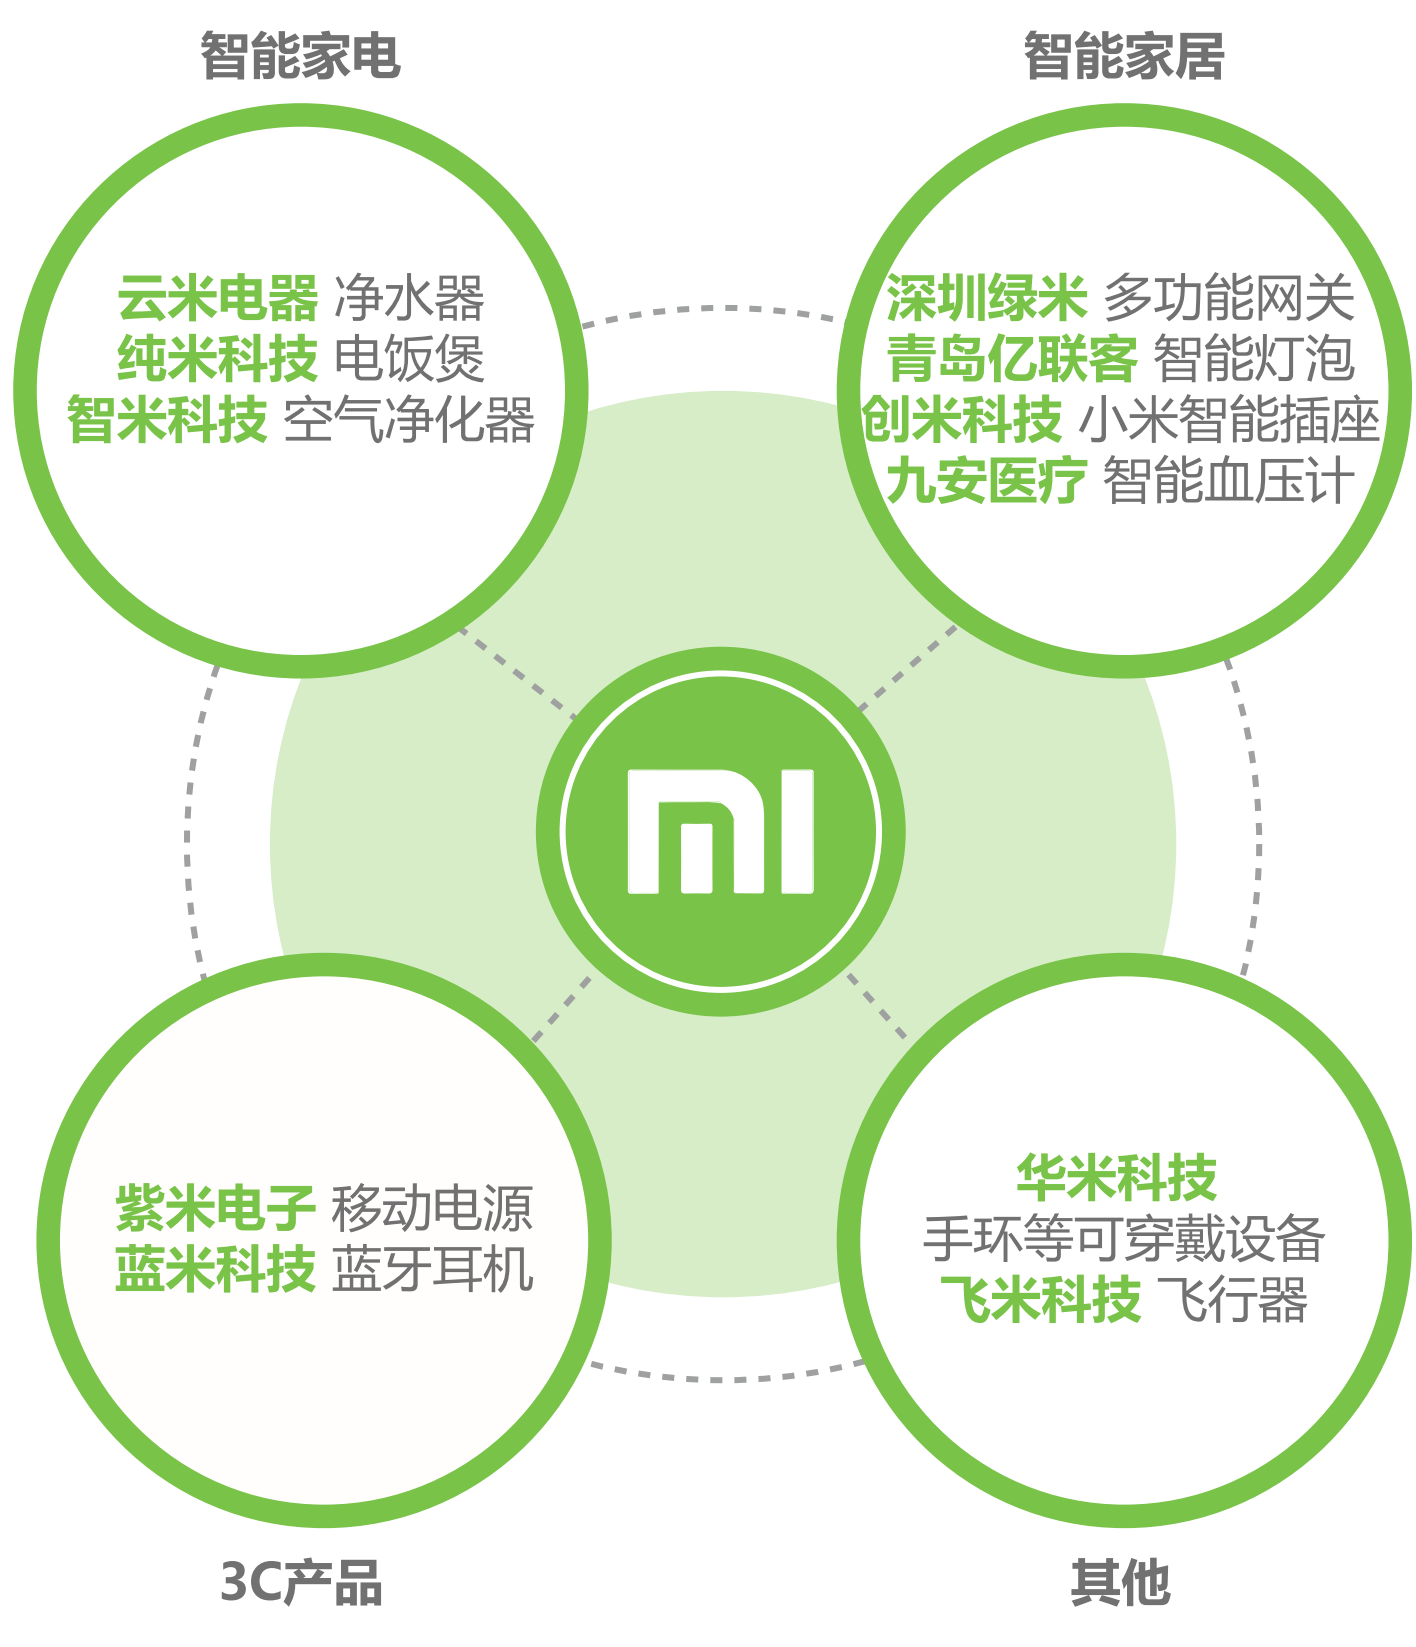 智能家电
智能家居
云米电器 净水器
纯米科技 电饭煲
智米科技 空气净化器
深圳绿米 多功能网关
青岛亿联客 智能灯泡
创米科技 小米智能插座
九安医疗 智能血压计
MI
紫米电子 移动电源
蓝米科技 蓝牙耳机
华米科技
手环等可穿戴设备
飞米科技 飞行器
3C产品
其他